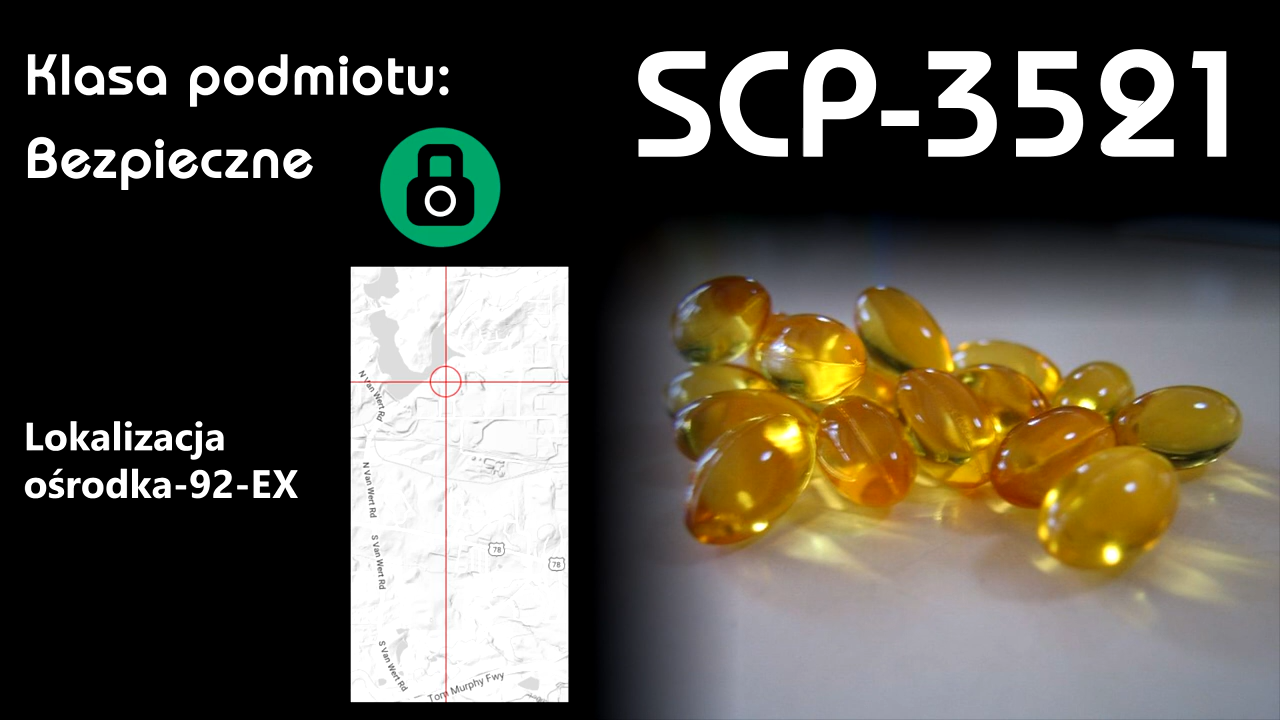 Klasa podmiotu:
Bezpieczne
SCP-3521
Lokalizacja
ośrodka-92-EX
N Van Wert Rd
N Van Wert Rd
S Van Wert Rd
78
78
S Van Wert Rd
Tom Murphy Fwy